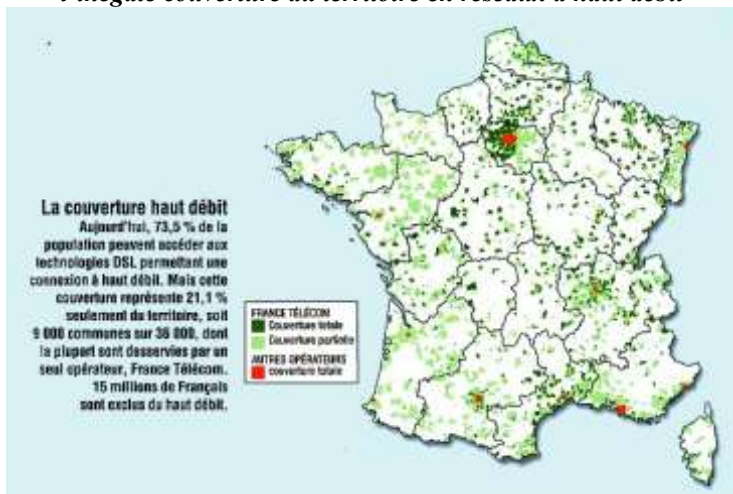 l'inégale couverture du territoire en réseaux à haut débit
La couverture haut débit
Aujourd'hui, 73,5 % de la
population peuvent accéder aux
technologies DSL permettant une
connexion à haut débit. Mais cette
couverture représente 21,1 %
seulement du territoire, soit
9 000 communes sur 36 000, dont
la plupart sont desservies par un
seul opérateur, France Télécom.
15 millions de Français
sont exclus du haut débit.
FRANCE TÉLÉCOM
Couverture totale
Couverture partielle
AUTRES OPÉRATEURS
couverture totale